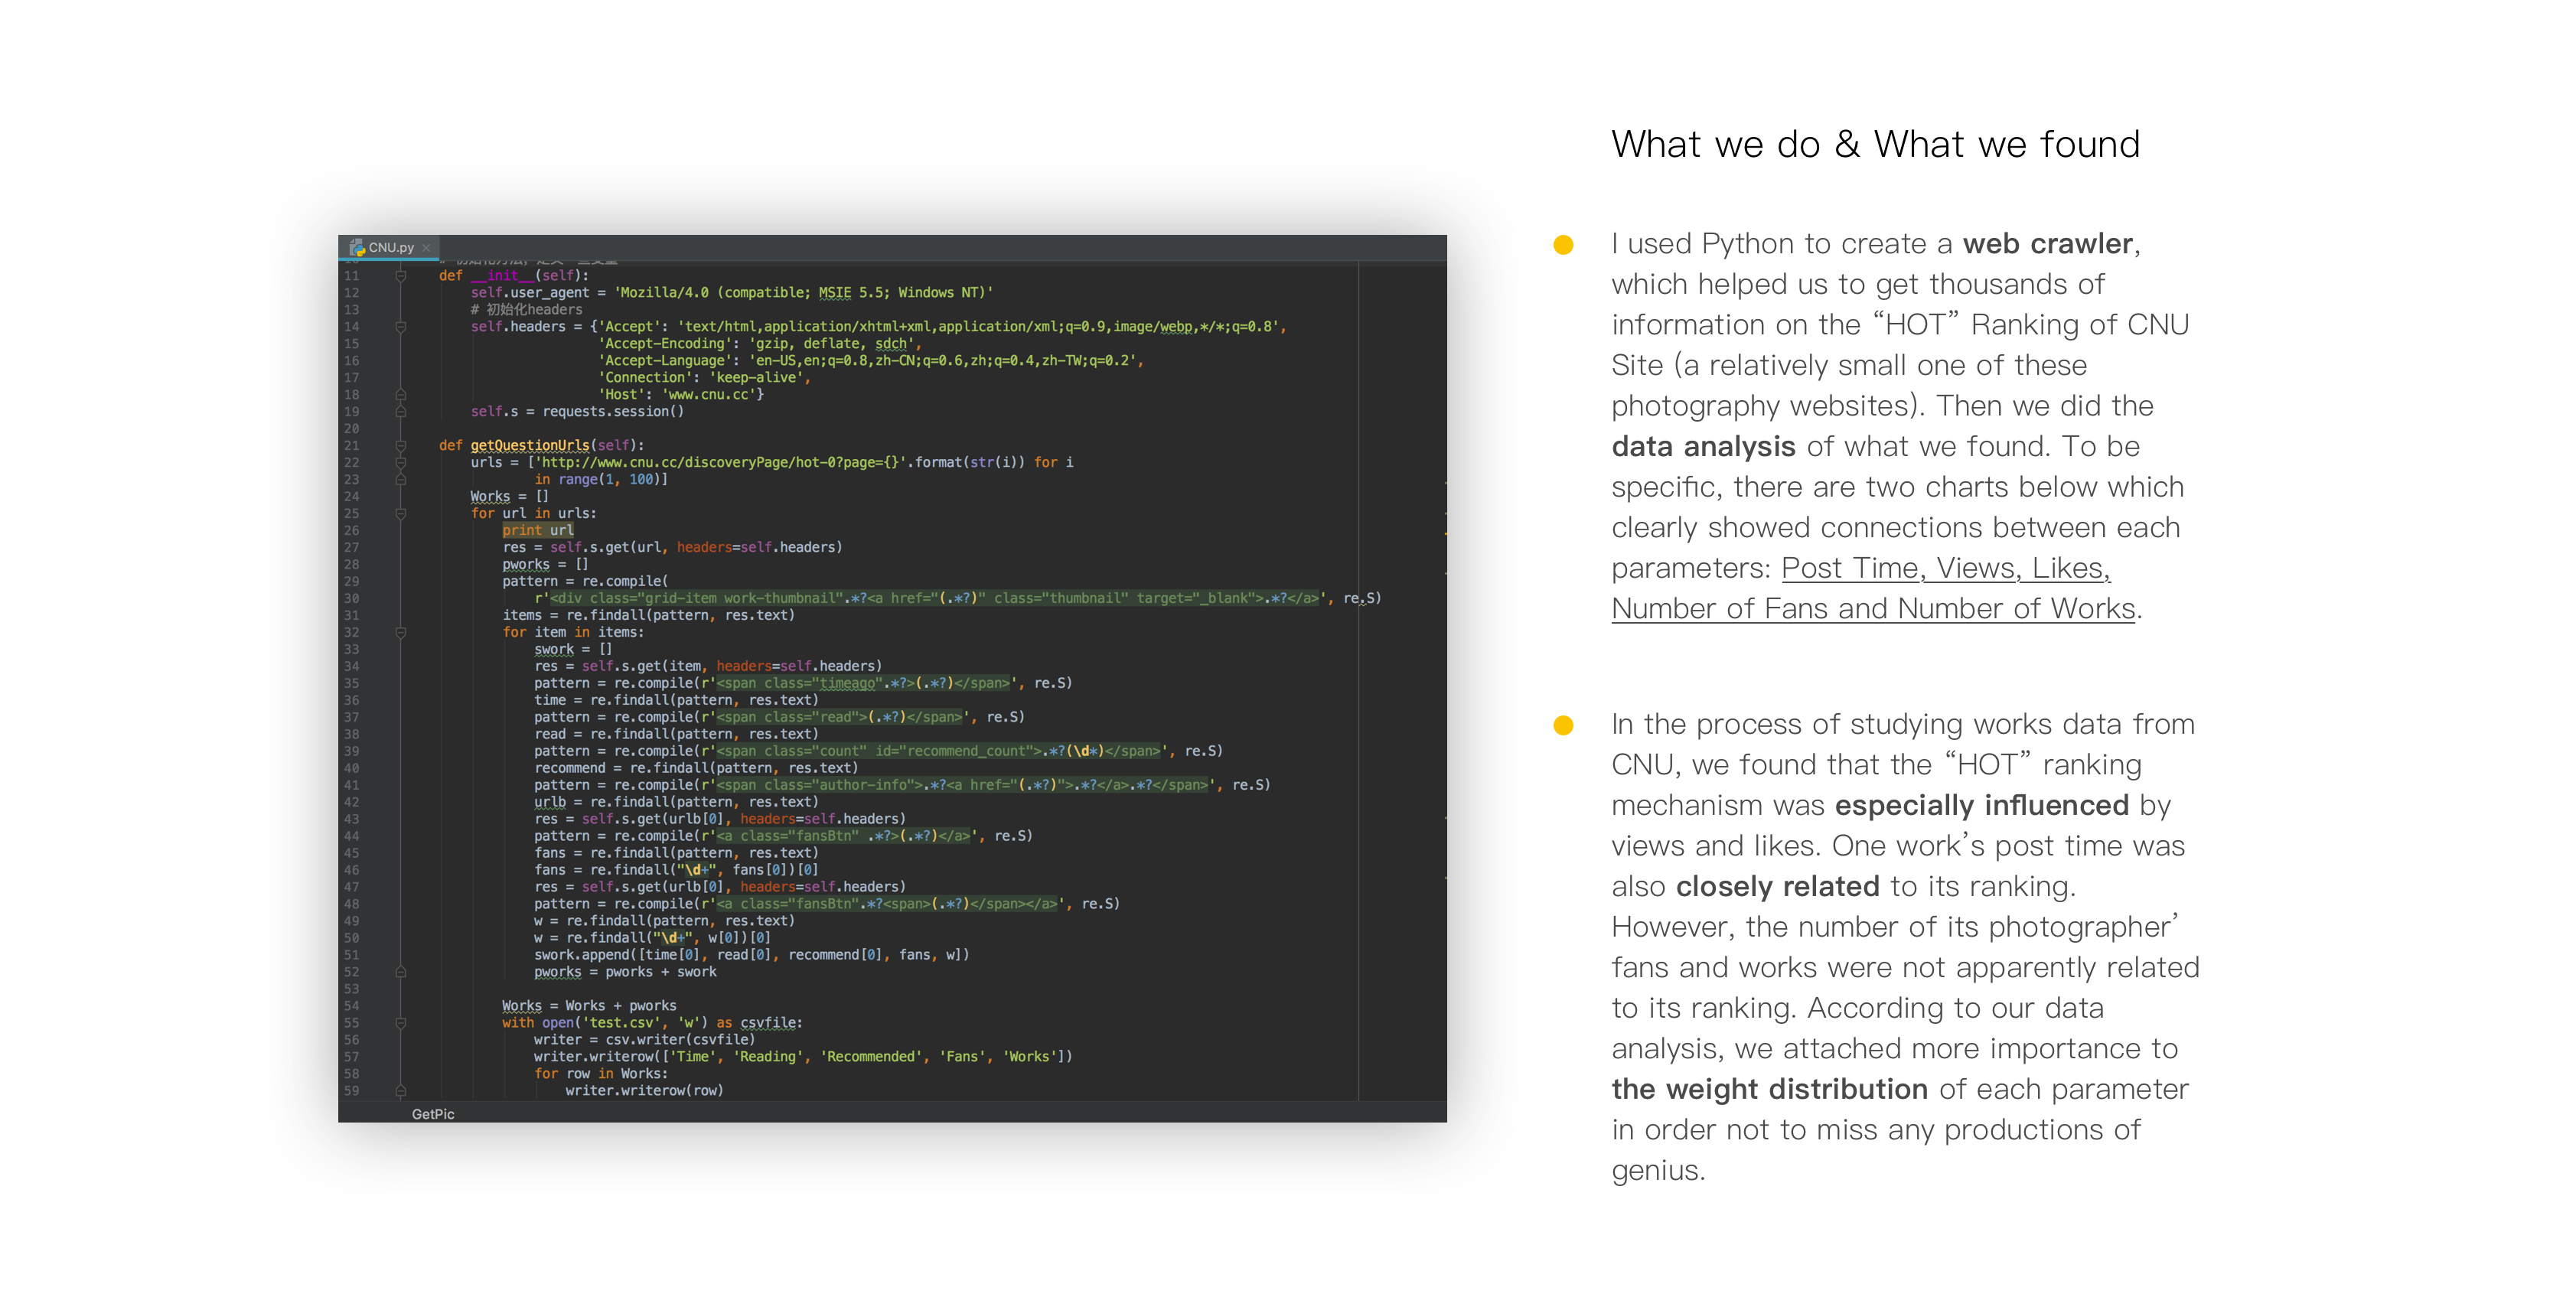 What we do & What we found
CNU.py
11 def __init__(self):
12 self.user_agent = 'Mozilla/4.0 (compatible; MSIE 5.5; Windows NT)'
13 # 初始化headers
14 self.headers = {'Accept': 'text/html,application/xhtml+xml,application/xml;q=0.9,image/webp,*/*;q=0.8',
15 'Accept-Encoding': 'gzip, deflate, sdch',
16 'Accept-Language': 'en-US,en;q=0.8,zh-CN;q=0.6,zh;q=0.4,zh-TW;q=0.2',
17 'Connection': 'keep-alive',
18 'Host': 'www.cnu.cc'}
19 self.s = requests.session()
20
21 def getQuestionUrls(self):
22 urls = ['http://www.cnu.cc/discoveryPage/hot-0?page={}'.format(str(i)) for i
23 in range(1, 100)]
24 Works = []
25 for url in urls:
26 print url
27 res = self.s.get(url, headers=self.headers)
28 pworks = []
29 pattern = re.compile(
30 r'<div class="grid-item work-thumbnail".*?<a href="(.*?)" class="thumbnail" target="_blank">.*?</a>', re.S)
31 items = re.findall(pattern, res.text)
32 for item in items:
33 swork = []
34 res = self.s.get(item, headers=self.headers)
35 pattern = re.compile(r'<span class="timeago".*?>(.*?)</span>', re.S)
36 time = re.findall(pattern, res.text)
37 pattern = re.compile(r'<span class="read">(.*?)</span>', re.S)
38 read = re.findall(pattern, res.text)
39 pattern = re.compile(r'<span class="count" id="recommend_count">.*?(\d*)</span>', re.S)
40 recommend = re.findall(pattern, res.text)
41 pattern = re.compile(r'<span class="author-info">.*?<a href="(.*?)">.*?</a>.*?</span>', re.S)
42 urlb = re.findall(pattern, res.text)
43 res = self.s.get(urlb[0], headers=self.headers)
44 pattern = re.compile(r'<a class="fansBtn" .*?>(.*?)</a>', re.S)
45 fans = re.findall(pattern, res.text)
46 fans = re.findall("\d+", fans[0])[0]
47 res = self.s.get(urlb[0], headers=self.headers)
48 pattern = re.compile(r'<a class="fansBtn".*?<span>(.*?)</span></a>', re.S)
49 w = re.findall(pattern, res.text)
50 w = re.findall("\d+", w[0])[0]
51 swork.append([time[0], read[0], recommend[0], fans, w])
52 pworks = pworks + swork
53
54 Works = Works + pworks
55 with open('test.csv', 'w') as csvfile:
56 writer = csv.writer(csvfile)
57 writer.writerow(['Time', 'Reading', 'Recommended', 'Fans', 'Works'])
58 for row in Works:
59 writer.writerow(row)
GetPic
I used Python to create a web crawler,
which helped us to get thousands of
information on the “HOT” Ranking of CNU
Site (a relatively small one of these
photography websites). Then we did the
data analysis of what we found. To be
specific, there are two charts below which
clearly showed connections between each
parameters: Post Time, Views, Likes,
Number of Fans and Number of Works.
In the process of studying works data from
CNU, we found that the “HOT” ranking
mechanism was especially influenced by
views and likes. One work’s post time was
also closely related to its ranking.
However, the number of its photographer’
fans and works were not apparently related
to its ranking. According to our data
analysis, we attached more importance to
the weight distribution of each parameter
in order not to miss any productions of
genius.